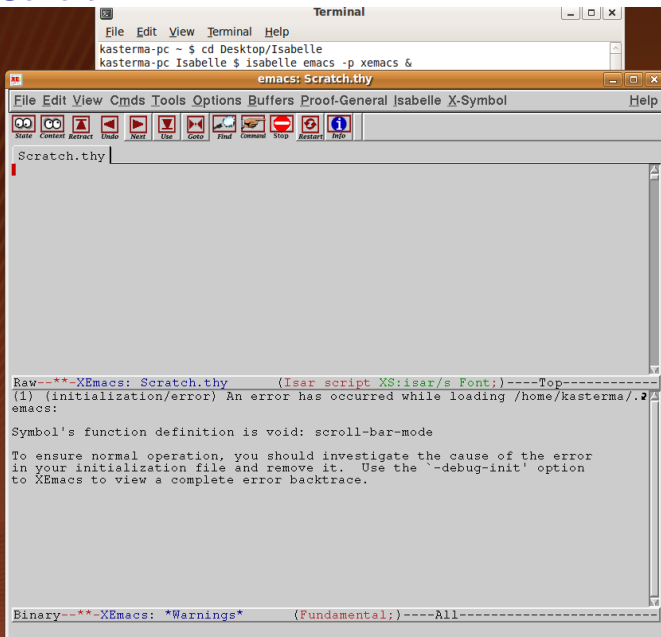 Terminal
File Edit View Terminal Help
kasterma-pc ~ $ cd Desktop/Isabelle
kasterma-pc Isabelle $ isabelle emacs -p xemacs &
emacs: Scratch.thy
File Edit View Cmds Tools Options Buffers Proof-General Isabelle X-Symbol Help
State Context Retract Undo Next Use Goto Find Command Stop Restart Info
Scratch.thy
Raw--**-XEmacs: Scratch.thy (Isar script XS:isar/s Font;)----Top------------
(1) (initialization/error) An error has occurred while loading /home/kasterma/.
emacs:
Symbol's function definition is void: scroll-bar-mode
To ensure normal operation, you should investigate the cause of the error
in your initialization file and remove it. Use the `-debug-init' option
to XEmacs to view a complete error backtrace.
Binary--**-XEmacs: *Warnings* (Fundamental;)----All-------------------------